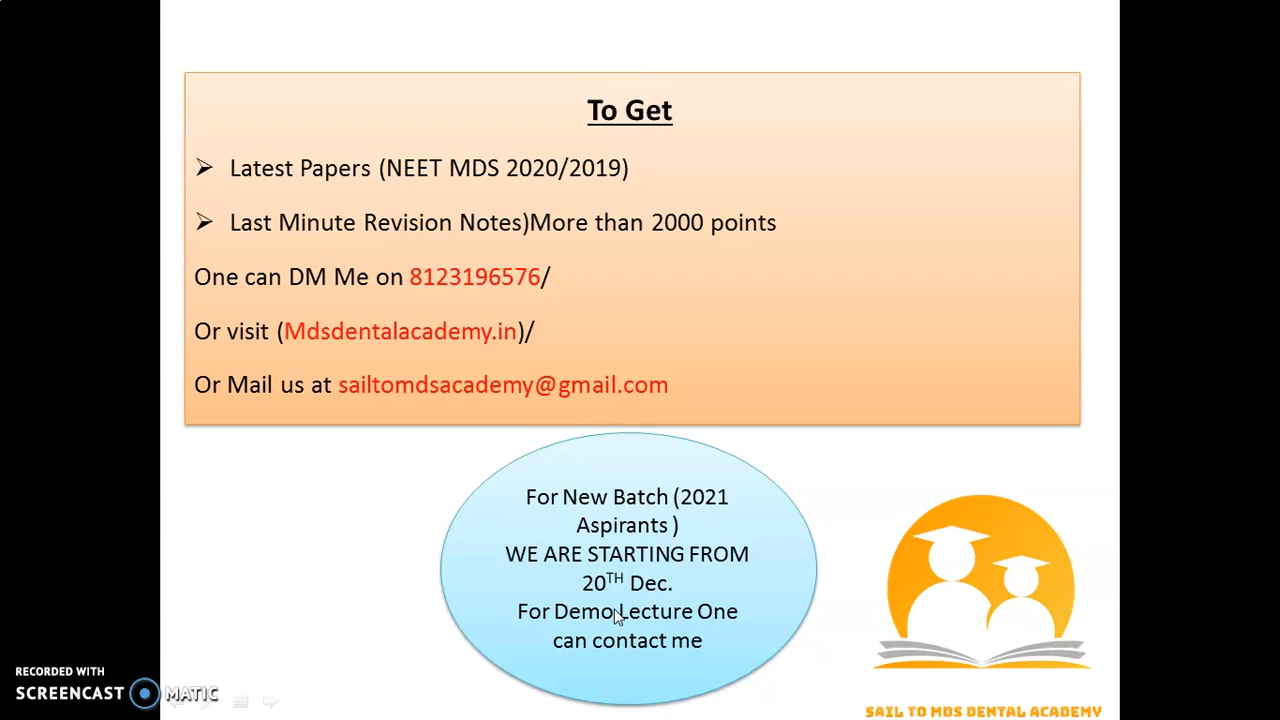 To Get
➢ Latest Papers (NEET MDS 2020/2019)
➢ Last Minute Revision Notes)More than 2000 points
One can DM Me on 8123196576/
Or visit (Mdsdentalacademy.in)/
Or Mail us at sailtomdsacademy@gmail.com
For New Batch (2021
Aspirants )
WE ARE STARTING FROM
20TH Dec.
For Demo Lecture One
can contact me
SAIL TO MDS DENTAL ACADEMY
RECORDED WITH
SCREENCAST MATIC